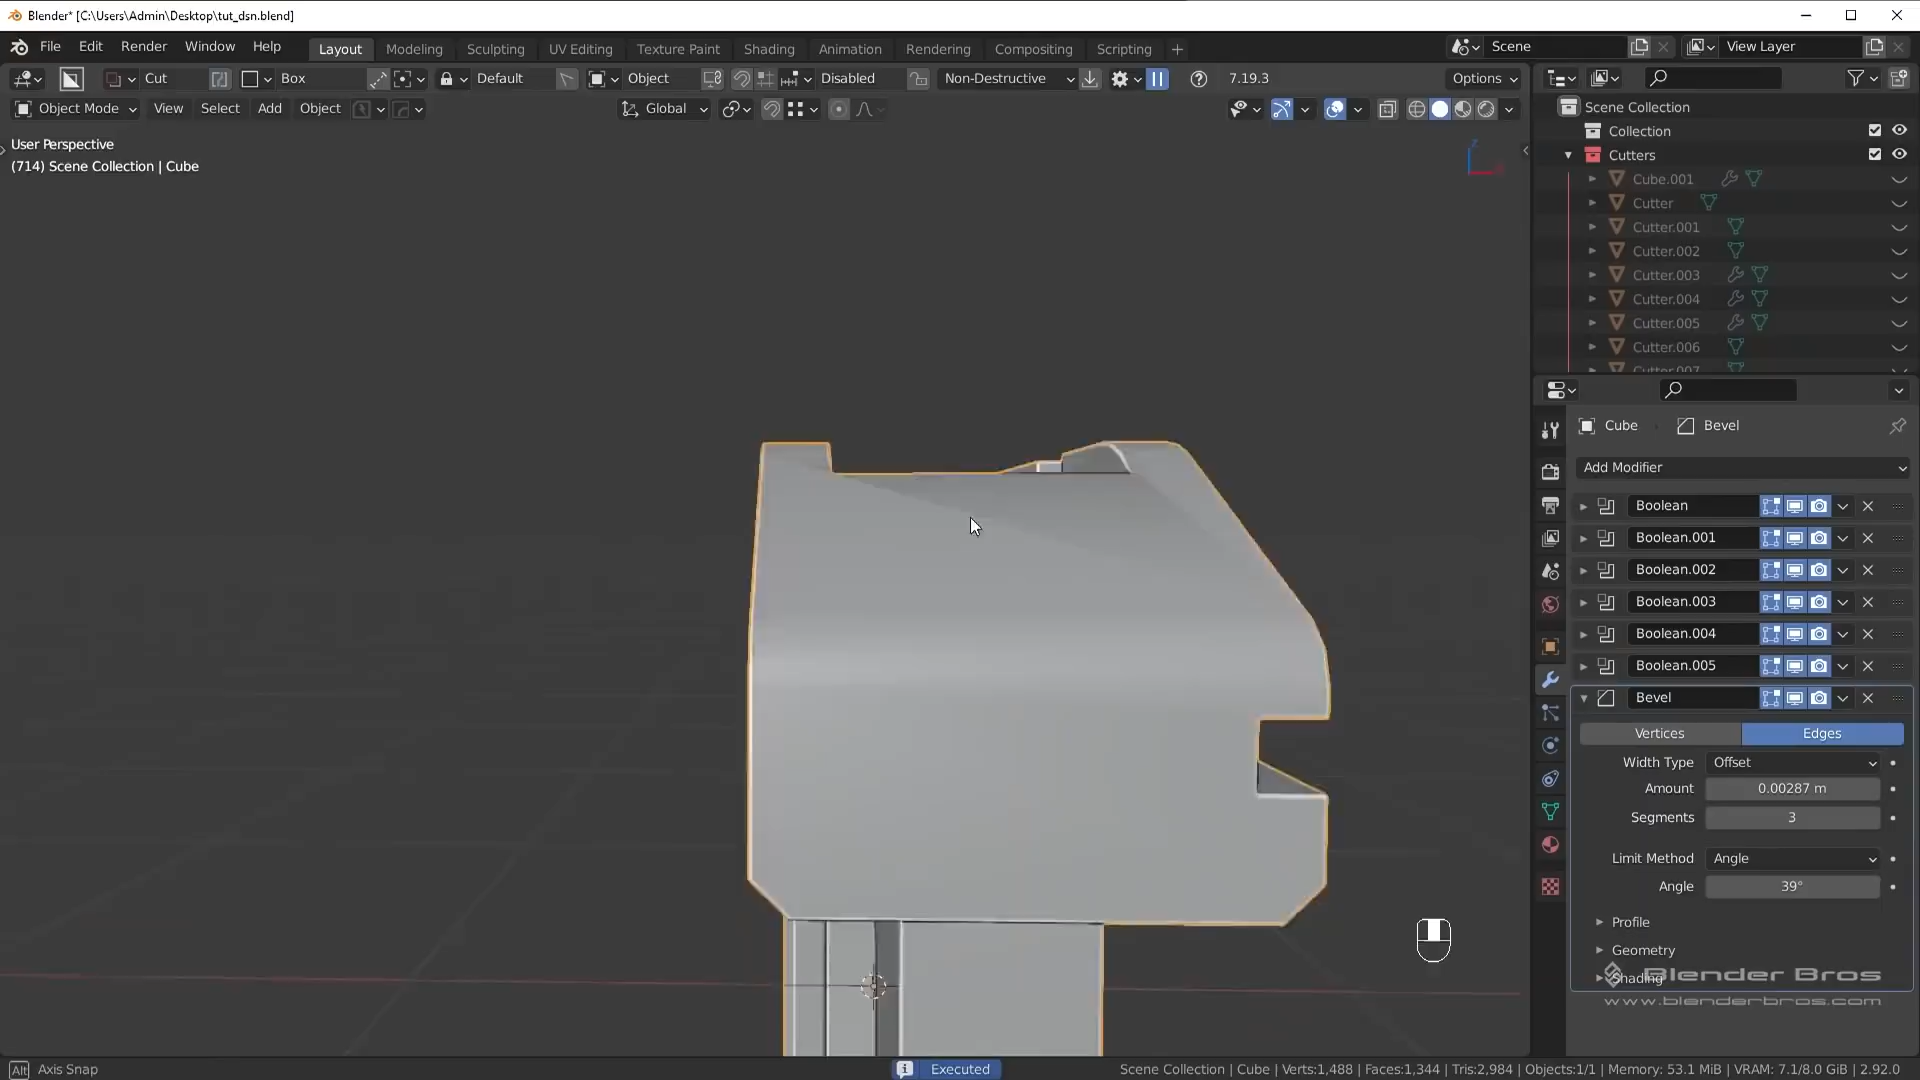 Blender* [C:\Users\Admin\Desktop\tut_dsn.blend]
File Edit Render Window Help Layout Modeling Sculpting UV Editing Texture Paint Shading Animation Rendering Compositing Scripting + Scene View Layer
Cut Box Default Object Disabled Non-Destructive 7.19.3 Options
Object Mode View Select Add Object Global
User Perspective
(714) Scene Collection | Cube
Z
Scene Collection
Collection
Cutters
Cube.001
Cutter
Cutter.001
Cutter.002
Cutter.003
Cutter.004
Cutter.005
Cutter.006
Cutter.007
Cube Bevel
Add Modifier
Boolean
Boolean.001
Boolean.002
Boolean.003
Boolean.004
Boolean.005
Bevel
Vertices Edges
Width Type Offset
Amount 0.00287 m
Segments 3
Limit Method Angle
Angle 39°
Profile
Geometry
Shading
Blender Bros
www.blenderbros.com
Alt Axis Snap Executed Scene Collection | Cube | Verts:1,488 | Faces:1,344 | Tris:2,984 | Objects:1/1 | Memory: 53.1 MiB | VRAM: 7.1/8.0 GiB | 2.92.0